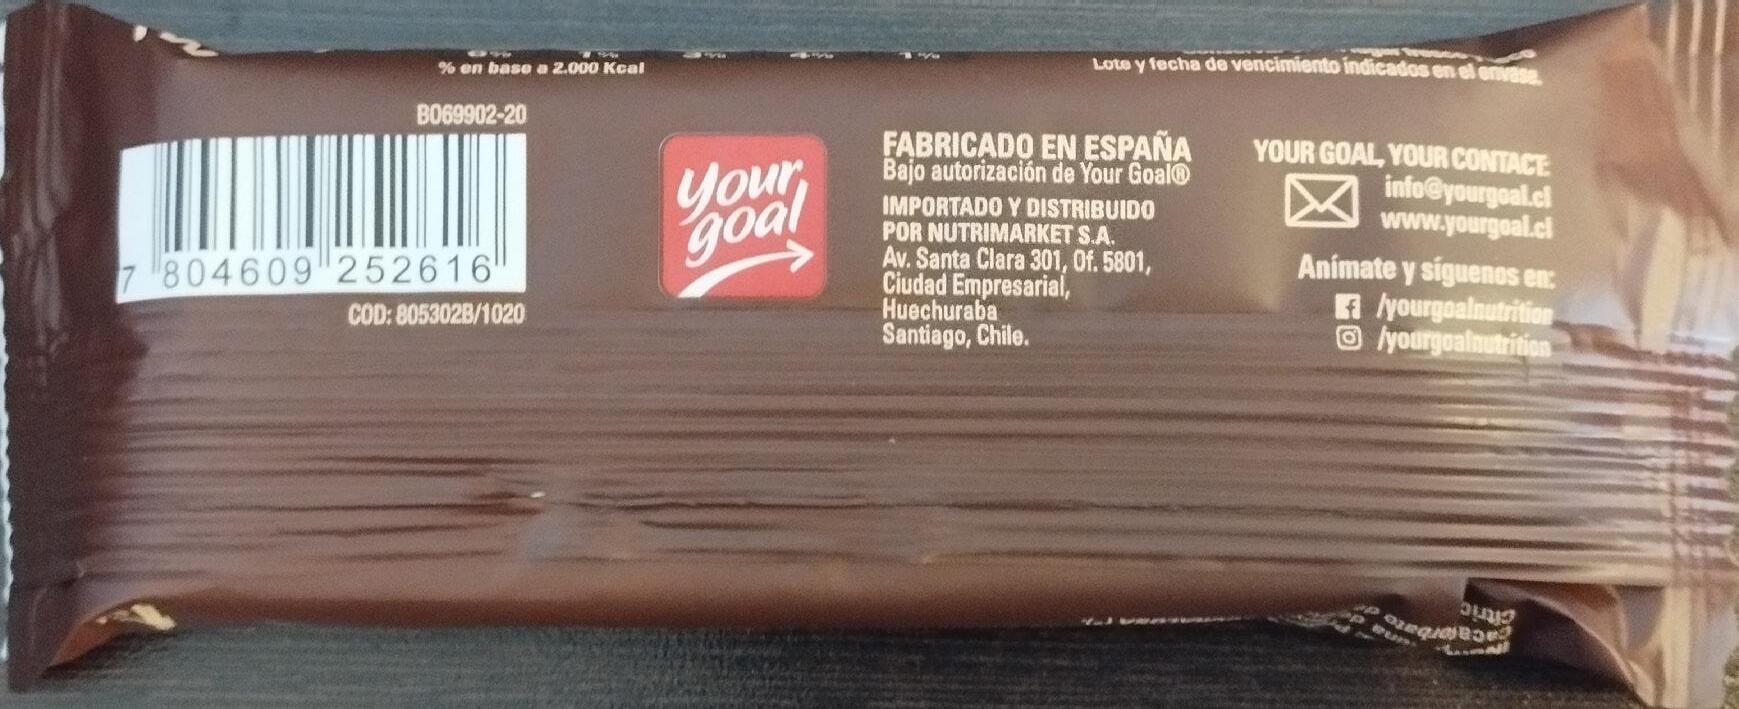 % en base a 2.000 Kcal
Lote y fecha de vencimiento indicados en el envase.
B069902-20
7 804609 252616
COD: 805302B/1020
your
goal
FABRICADO EN ESPAÑA
Bajo autorización de Your Goal®
IMPORTADO Y DISTRIBUIDO
POR NUTRIMARKET S.A.
Av. Santa Clara 301, Of. 5801,
Ciudad Empresarial,
Huechuraba
Santiago, Chile.
YOUR GOAL, YOUR CONTACT
info@yourgoal.cl
www.yourgoal.cl
Anímate y síguenos en:
/yourgoalnutrition
/yourgoalnutrition